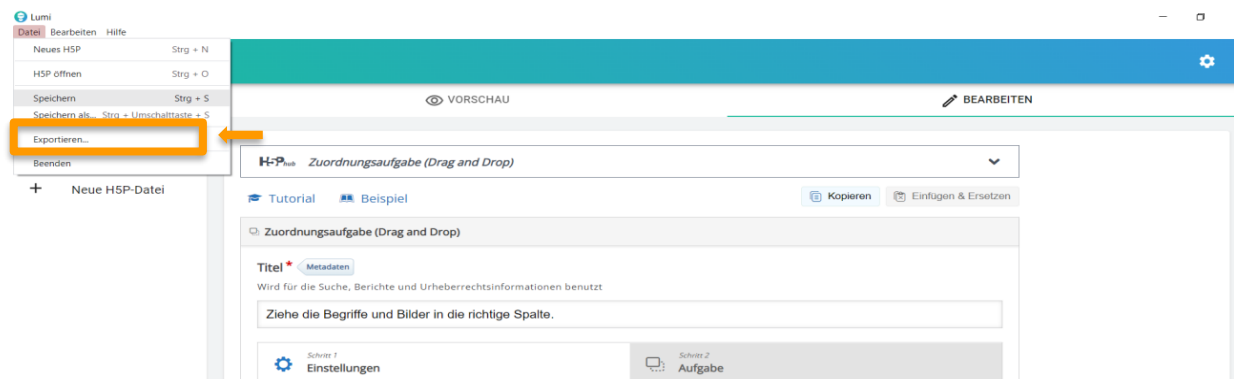 Lumi
Datei Bearbeiten Hilfe
Neues H5P Strg + N
H5P öffnen Strg + O
Speichern Strg + S
Speichern als... Strg + Umschalttaste + S
Exportieren...
Beenden
+ Neue H5P-Datei
VORSCHAU
BEARBEITEN
H5Phub Zuordnungsaufgabe (Drag and Drop)
Tutorial Beispiel Kopieren Einfügen & Ersetzen
Zuordnungsaufgabe (Drag and Drop)
Titel * Metadaten
Wird für die Suche, Berichte und Urheberrechtsinformationen benutzt
Ziehe die Begriffe und Bilder in die richtige Spalte.
Schritt 1
Einstellungen
Schritt 2
Aufgabe